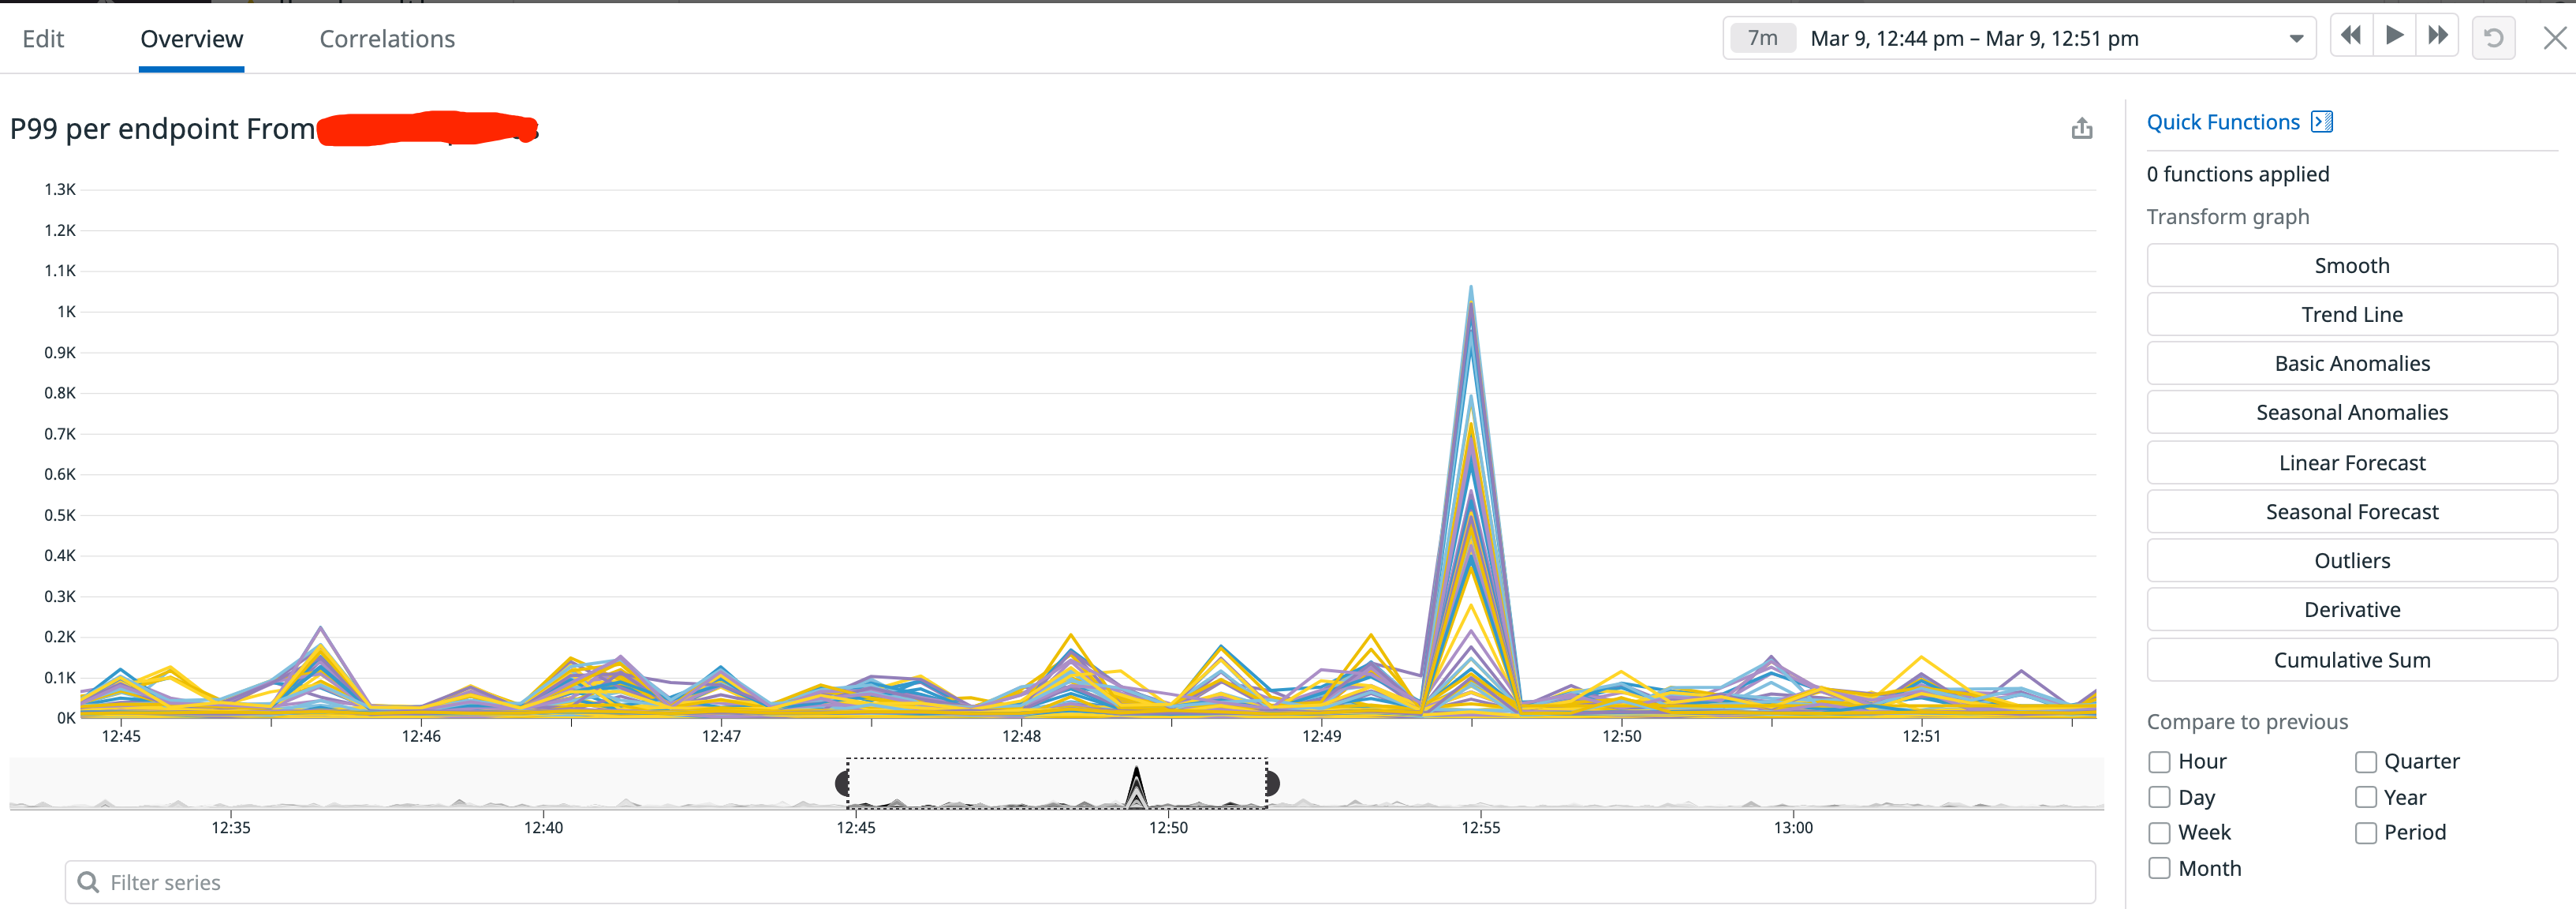 Edit Overview Correlations 7m Mar 9, 12:44 pm – Mar 9, 12:51 pm
P99 per endpoint From
1.3K
1.2K
1.1K
1K
0.9K
0.8K
0.7K
0.6K
0.5K
0.4K
0.3K
0.2K
0.1K
0K
12:45 12:46 12:47 12:48 12:49 12:50 12:51
12:35 12:40 12:45 12:50 12:55 13:00
Filter series
Quick Functions
0 functions applied
Transform graph
Smooth
Trend Line
Basic Anomalies
Seasonal Anomalies
Linear Forecast
Seasonal Forecast
Outliers
Derivative
Cumulative Sum
Compare to previous
Hour Quarter
Day Year
Week Period
Month